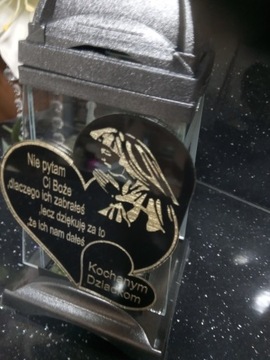 Nie pytam
Ci Boże
,dlaczego ich zabrałeś
,lecz dziękuję za to
,że ich nam dałeś
Kochanym
Dziadkom